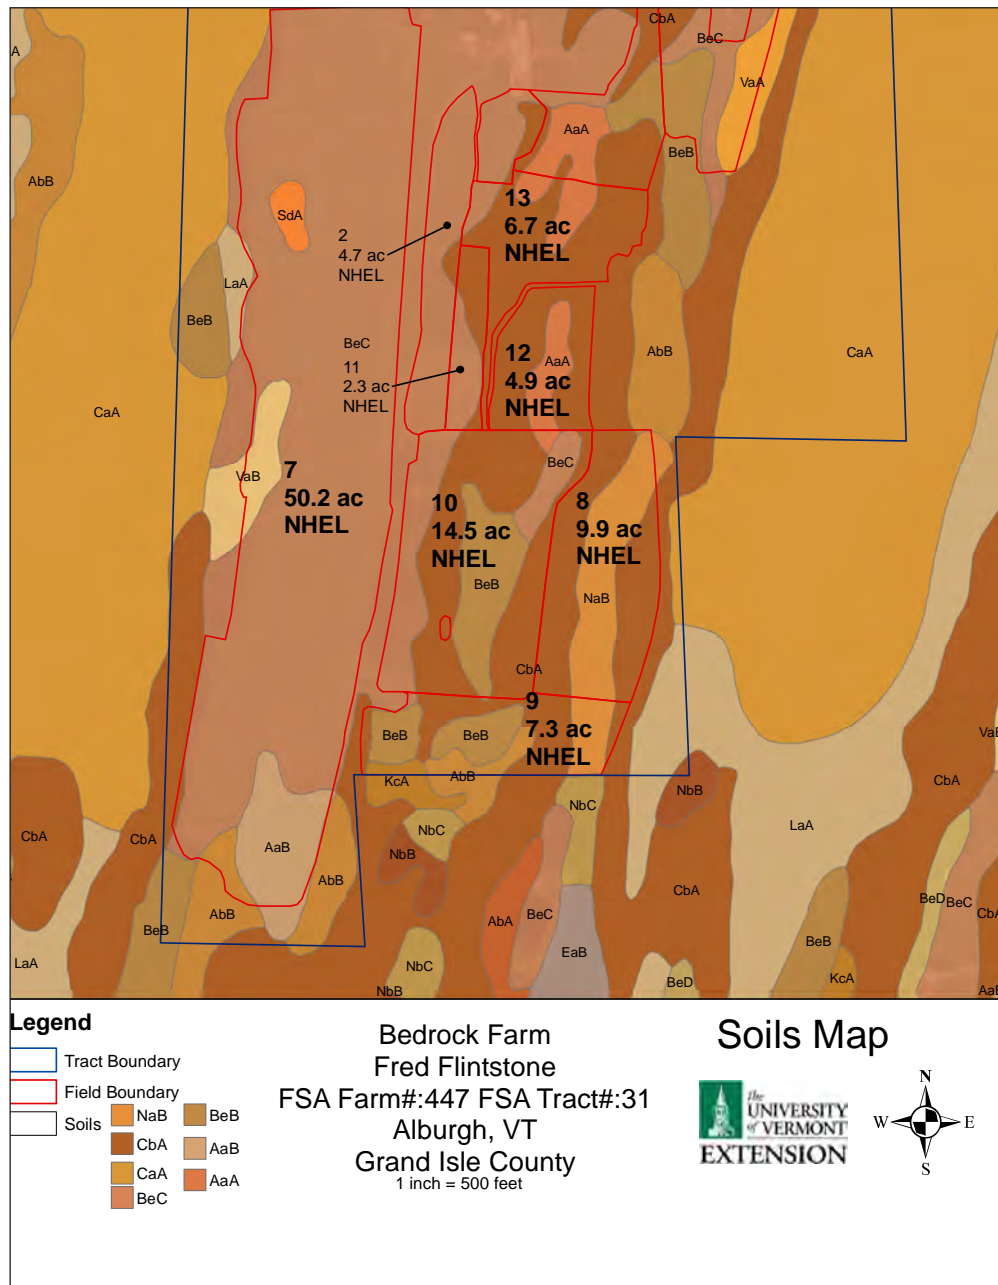 CbA
BeC
A
VaA
AaA
BeB
AbB
13
6.7 ac
NHEL
SdA
2
4.7 ac
NHEL
LaA
BeB
BeC
11
2.3 ac
NHEL
AaA
12
4.9 ac
NHEL
AbB
CaA
CaA
BeC
VaB
7
50.2 ac
NHEL
10
14.5 ac
NHEL
8
9.9 ac
NHEL
BeB
NaB
CbA
9
7.3 ac
NHEL
BeB
BeB
VaB
KcA
AbB
NbB
CbA
NbC
NbC
LaA
CbA
CbA
AaB
NbB
AbB
CbA
BeD
BeC
AbB
AbA
BeC
CbA
BeB
BeB
EaB
LaA
NbC
KcA
BeD
NbB
AaB
Legend
Tract Boundary
Field Boundary
Soils
NaB
BeB
CbA
AaB
CaA
AaA
BeC
Bedrock Farm
Fred Flintstone
FSA Farm#:447 FSA Tract#:31
Alburgh, VT
Grand Isle County
1 inch = 500 feet
Soils Map
The
UNIVERSITY
of VERMONT
EXTENSION
N
W
E
S